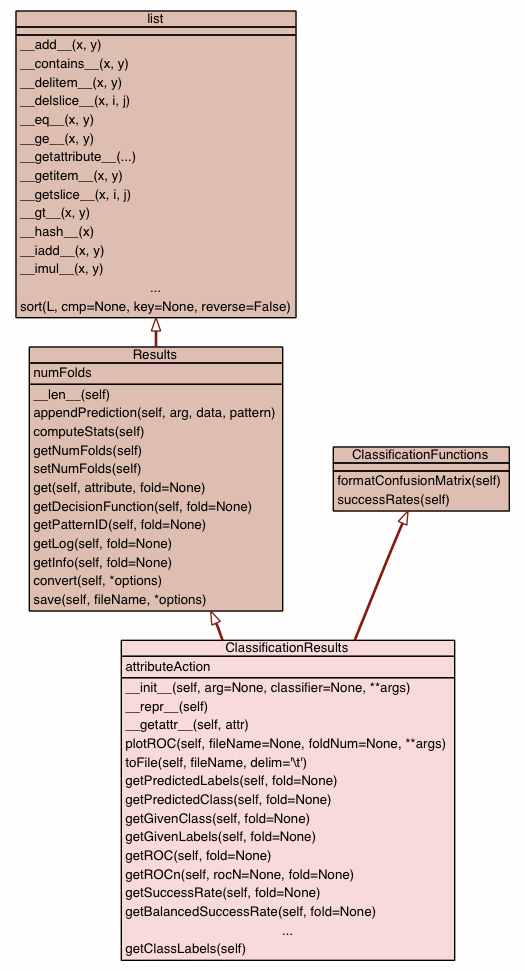 list
__add__(x, y)
__contains__(x, y)
__delitem__(x, y)
__delslice__(x, i, j)
__eq__(x, y)
__ge__(x, y)
__getattribute__(...)
__getitem__(x, y)
__getslice__(x, i, j)
__gt__(x, y)
__hash__(x)
__iadd__(x, y)
__imul__(x, y)
...
sort(L, cmp=None, key=None, reverse=False)
Results
numFolds
__len__(self)
appendPrediction(self, arg, data, pattern)
computeStats(self)
getNumFolds(self)
setNumFolds(self)
get(self, attribute, fold=None)
getDecisionFunction(self, fold=None)
getPatternID(self, fold=None)
getLog(self, fold=None)
getInfo(self, fold=None)
convert(self, *options)
save(self, fileName, *options)
ClassificationFunctions
formatConfusionMatrix(self)
successRates(self)
ClassificationResults
attributeAction
__init__(self, arg=None, classifier=None, **args)
__repr__(self)
__getattr__(self, attr)
plotROC(self, fileName=None, foldNum=None, **args)
toFile(self, fileName, delim='\t')
getPredictedLabels(self, fold=None)
getPredictedClass(self, fold=None)
getGivenClass(self, fold=None)
getGivenLabels(self, fold=None)
getROC(self, fold=None)
getROCn(self, rocN=None, fold=None)
getSuccessRate(self, fold=None)
getBalancedSuccessRate(self, fold=None)
...
getClassLabels(self)